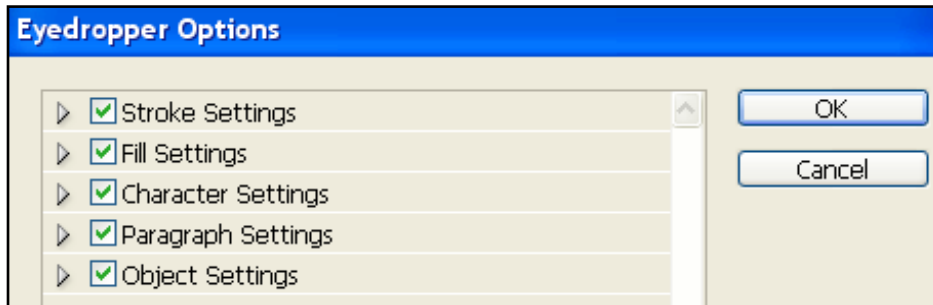 Eyedropper Options
Stroke Settings
Fill Settings
Character Settings
Paragraph Settings
Object Settings
OK
Cancel